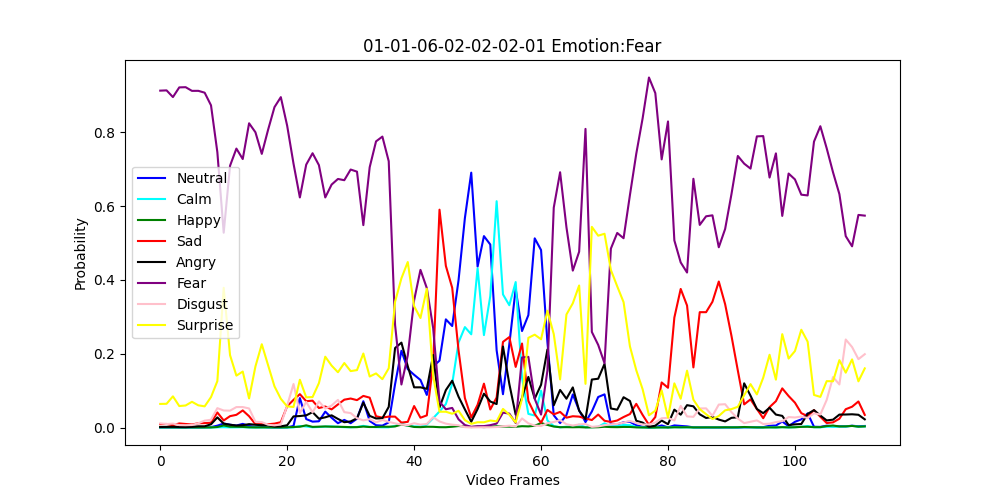 01-01-06-02-02-02-01 Emotion:Fear
Probability
0.8
0.6
0.4
0.2
0.0
Neutral
Calm
Happy
Sad
Angry
Fear
Disgust
Surprise
0 20 40 60 80 100
Video Frames